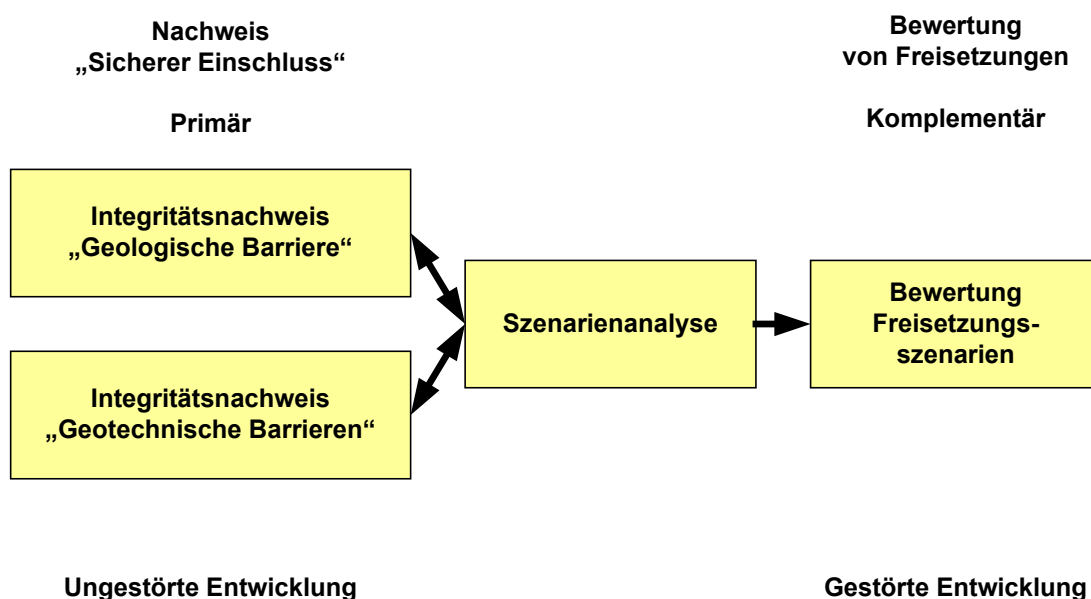 Nachweis
„Sicherer Einschluss“
Primär
Bewertung
von Freisetzungen
Komplementär
Integritätsnachweis
„Geologische Barriere“
Integritätsnachweis
„Geotechnische Barrieren“
Szenarienanalyse
Bewertung
Freisetzungs-
szenarien
Ungestörte Entwicklung
Gestörte Entwicklung